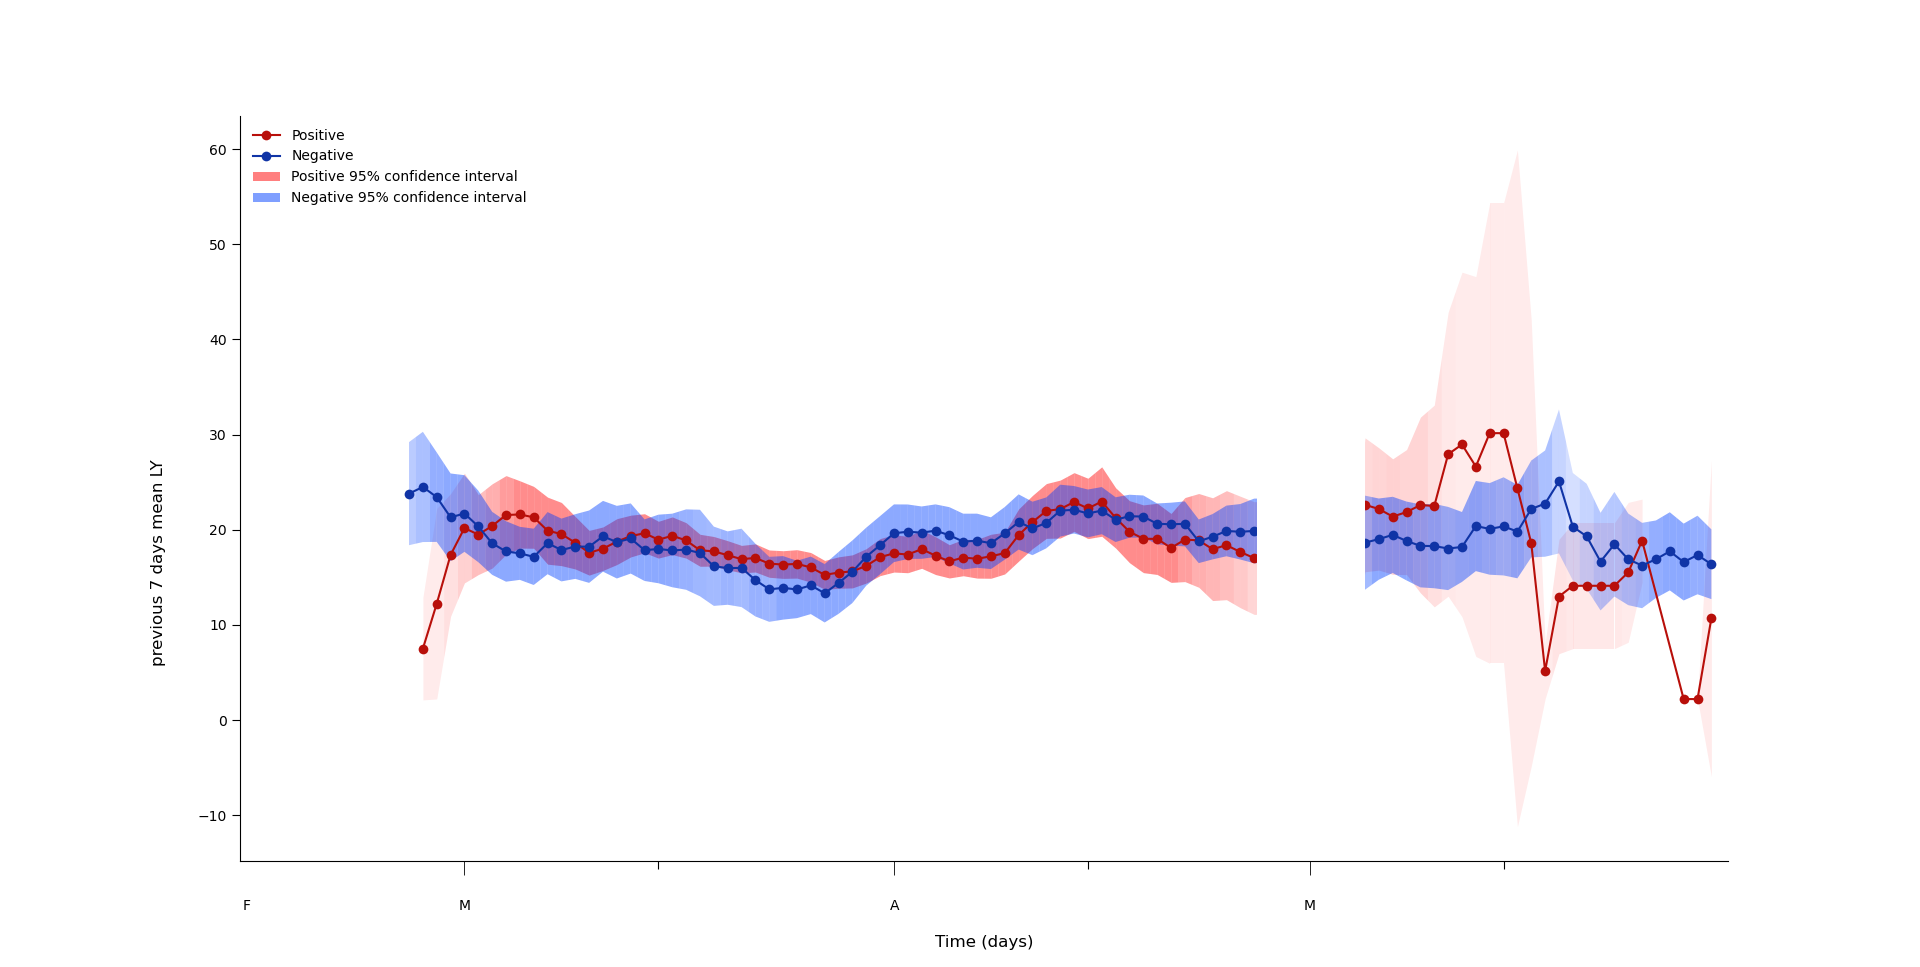 Positive
Negative
Positive 95% confidence interval
Negative 95% confidence interval
60
50
40
30
20
10
0
−10
previous 7 days mean LY
F M A M
Time (days)